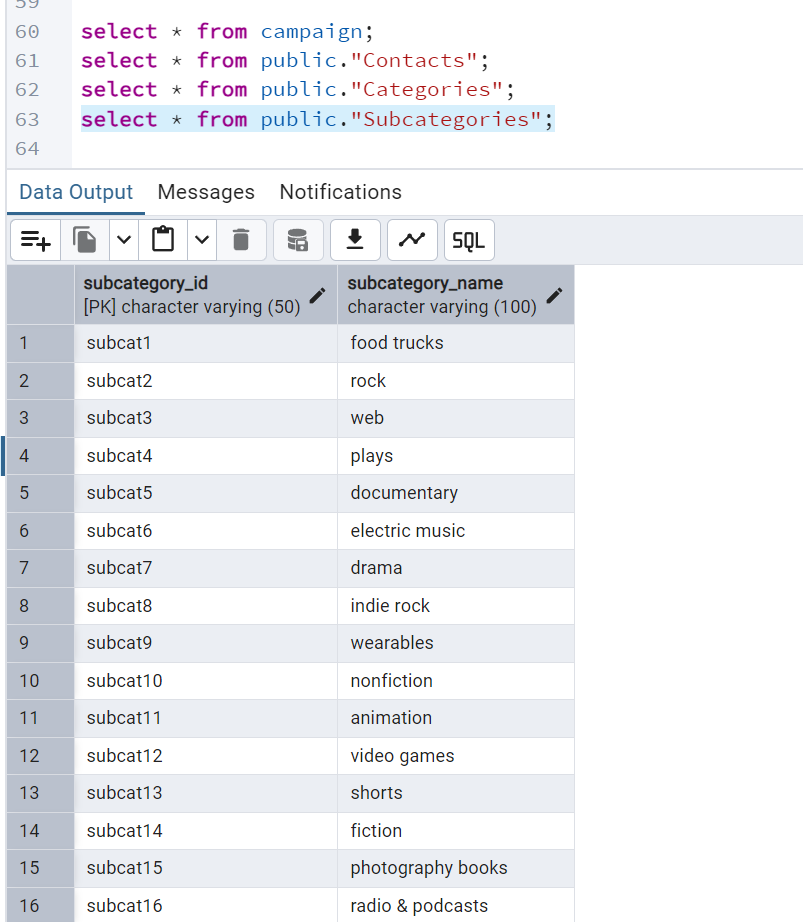 59
60 select * from campaign;
61 select * from public."Contacts";
62 select * from public."Categories";
63 select * from public."Subcategories";
64
Data Output Messages Notifications
SQL
subcategory_id subcategory_name
[PK] character varying (50) character varying (100)
1 subcat1 food trucks
2 subcat2 rock
3 subcat3 web
4 subcat4 plays
5 subcat5 documentary
6 subcat6 electric music
7 subcat7 drama
8 subcat8 indie rock
9 subcat9 wearables
10 subcat10 nonfiction
11 subcat11 animation
12 subcat12 video games
13 subcat13 shorts
14 subcat14 fiction
15 subcat15 photography books
16 subcat16 radio & podcasts